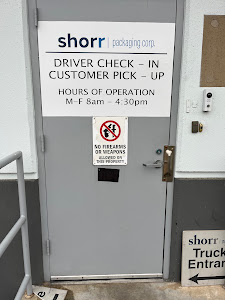 shorr | packaging corp.
DRIVER CHECK - IN
CUSTOMER PICK - UP
HOURS OF OPERATION
M-F 8am - 4:30pm
NO FIREARMS
OR WEAPONS
ALLOWED ON
THIS PROPERTY
shorr
Truck
Entran